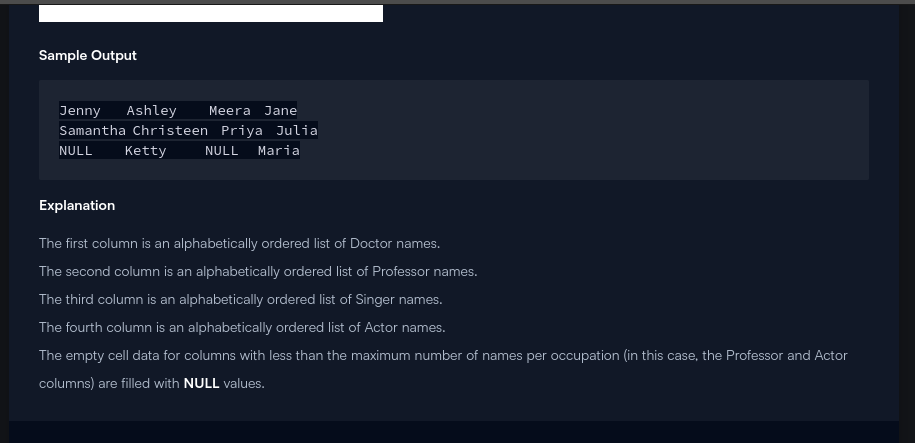 Sample Output
Jenny Ashley Meera Jane
Samantha Christeen Priya Julia
NULL Ketty NULL Maria
Explanation
The first column is an alphabetically ordered list of Doctor names.
The second column is an alphabetically ordered list of Professor names.
The third column is an alphabetically ordered list of Singer names.
The fourth column is an alphabetically ordered list of Actor names.
The empty cell data for columns with less than the maximum number of names per occupation (in this case, the Professor and Actor
columns) are filled with NULL values.